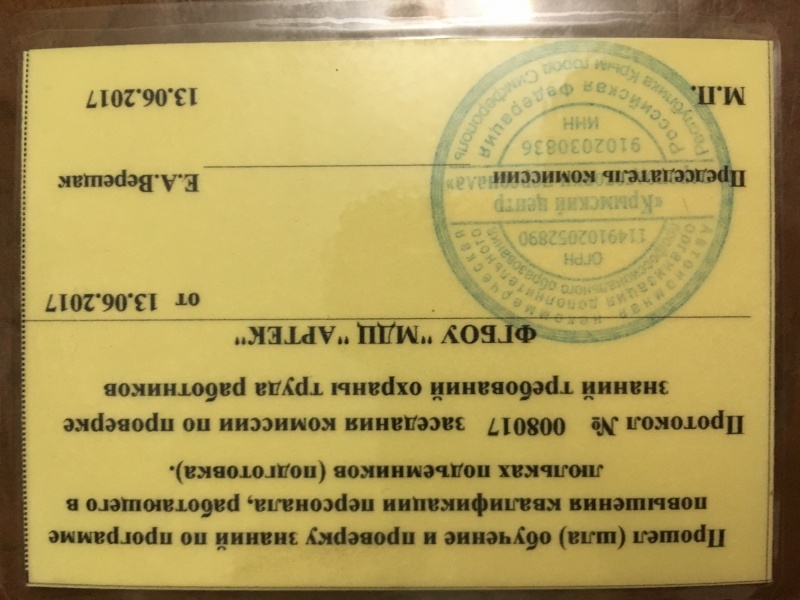 Прошел (шла) обучение и проверку знаний по программе
повышения квалификации персонала, работающего в
люльках подъемников (подготовка).
Протокол № 008017 заседания комиссии по проверке
знаний требований охраны труда работников
ФГБОУ "МДЦ "АРТЕК"
от 13.06.2017
Председатель комиссии Е.А.Верещак
М.П. 13.06.2017
Автономная некоммерческая
организация дополнительного
профессионального образования
ОГРН
1149102052890
«Крымский центр
персонала»
9102030836
ИНН
Российская Федерация
Республика Крым город Симферополь